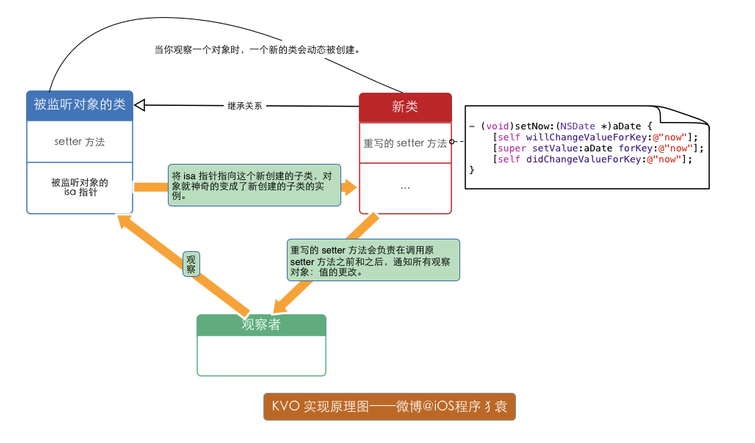 当你观察一个对象时，一个新的类会动态被创建。
被监听对象的类
继承关系
新类
setter 方法
重写的 setter 方法
- (void)setNow:(NSDate *)aDate {
[self willChangeValueForKey:@"now"];
[super setValue:aDate forKey:@"now"];
[self didChangeValueForKey:@"now"];
}
被监听对象的
isa 指针
将 isa 指针指向这个新创建的子类，对
象就神奇的变成了新创建的子类的实
例。
...
观
察
重写的 setter 方法会负责在调用原
setter 方法之前和之后，通知所有观察
对象：值的更改。
观察者
KVO 实现原理图——微博@iOS程序犭袁